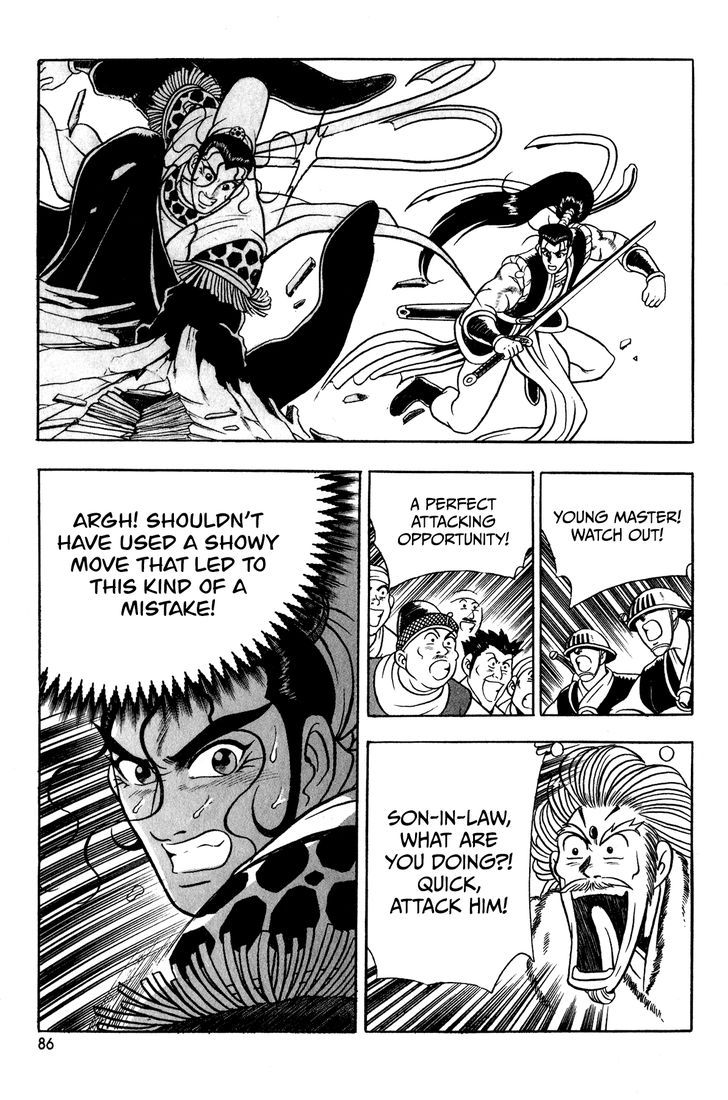 YOUNG MASTER!
WATCH OUT!
A PERFECT
ATTACKING
OPPORTUNITY!
SON-IN-LAW,
WHAT ARE
YOU DOING?!
QUICK,
ATTACK HIM!
ARGH! SHOULDN'T
HAVE USED A SHOWY
MOVE THAT LED TO
THIS KIND OF A
MISTAKE!
86